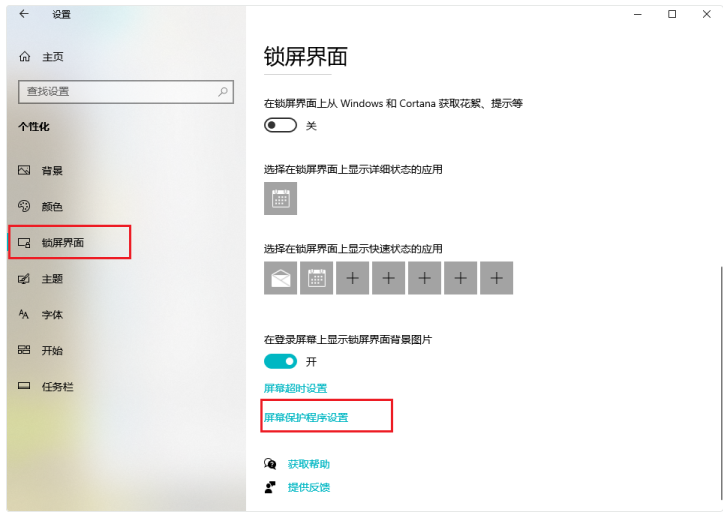 设置
主页
查找设置
个性化
背景
颜色
锁屏界面
主题
字体
开始
任务栏
锁屏界面
在锁屏界面上从 Windows 和 Cortana 获取花絮、提示等
关
选择在锁屏界面上显示详细状态的应用
选择在锁屏界面上显示快速状态的应用
在登录屏幕上显示锁屏界面背景图片
开
屏幕超时设置
屏幕保护程序设置
获取帮助
提供反馈